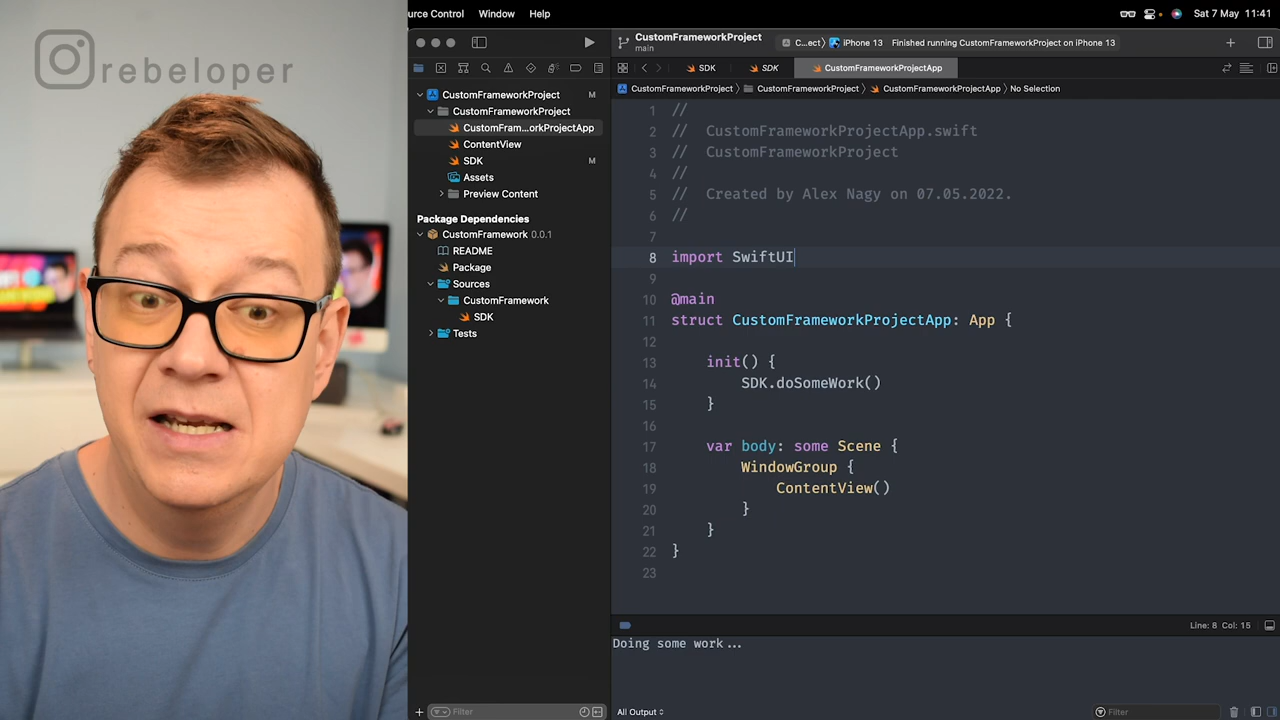 rebeloper
urce Control Window Help
Sat 7 May 11:41
CustomFrameworkProject
main
C...ect) iPhone 13 Finished running CustomFrameworkProject on iPhone 13
SDK SDK CustomFrameworkProjectApp
CustomFrameworkProject CustomFrameworkProject CustomFrameworkProjectApp No Selection
CustomFrameworkProject M
CustomFrameworkProject
CustomFram...orkProjectApp
ContentView
SDK M
Assets
Preview Content
Package Dependencies
CustomFramework 0.0.1
README
Package
Sources
CustomFramework
SDK
Tests
Filter
1 //
2 // CustomFrameworkProjectApp.swift
3 // CustomFrameworkProject
4 //
5 // Created by Alex Nagy on 07.05.2022.
6 //
7
8 import SwiftUI
9
10 @main
11 struct CustomFrameworkProjectApp: App {
12
13 init() {
14 SDK.doSomeWork()
15 }
16
17 var body: some Scene {
18 WindowGroup {
19 ContentView()
20 }
21 }
22 }
23
Line: 8 Col: 15
Doing some work...
All Output
Filter